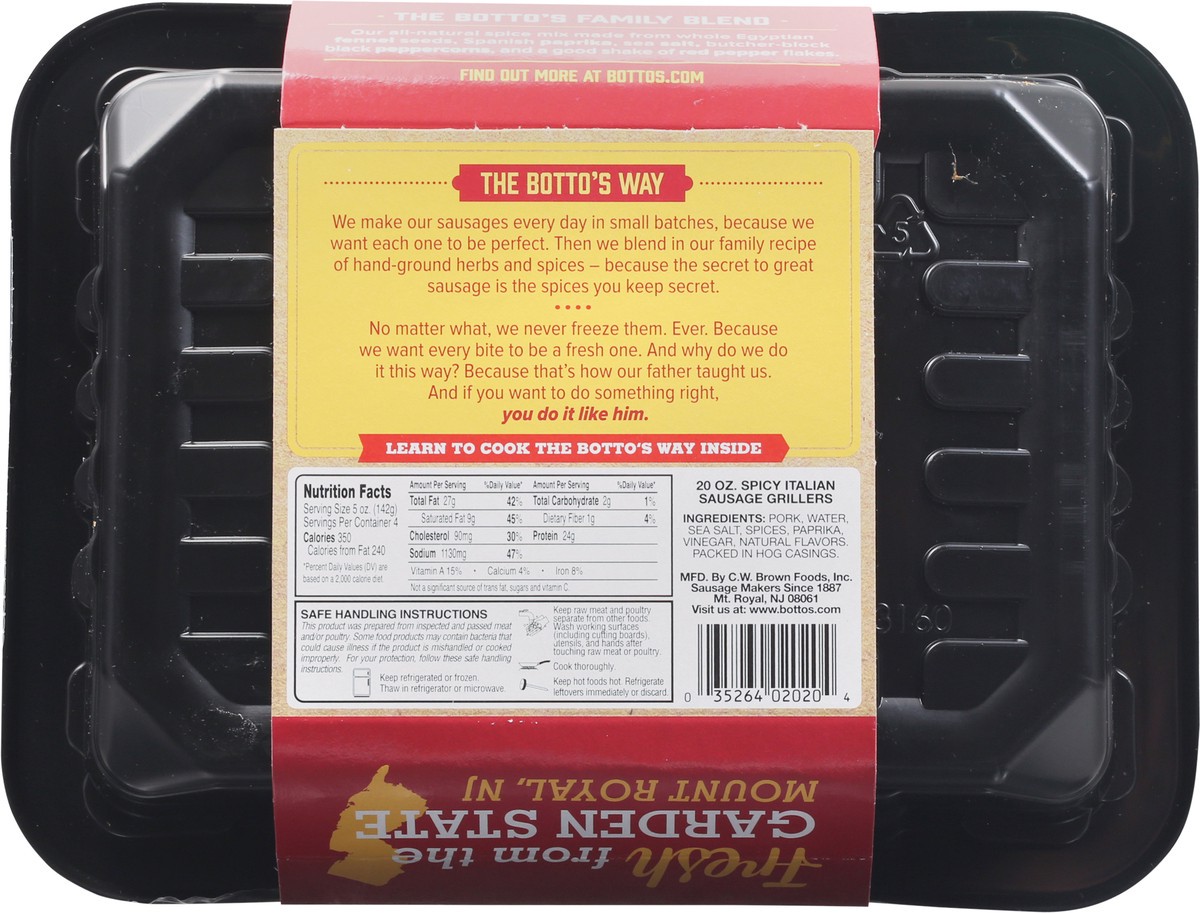 - THE BOTTO'S FAMILY BLEND -
Our all-natural spice mix made from whole Egyptian
fennel seeds, Spanish paprika, sea salt, butcher-block
black peppercorns, and a good shake of red pepper flakes.
FIND OUT MORE AT BOTTOS.COM
THE BOTTO'S WAY
We make our sausages every day in small batches, because we
want each one to be perfect. Then we blend in our family recipe
of hand-ground herbs and spices – because the secret to great
sausage is the spices you keep secret.
No matter what, we never freeze them. Ever. Because
we want every bite to be a fresh one. And why do we do
it this way? Because that's how our father taught us.
And if you want to do something right,
you do it like him.
LEARN TO COOK THE BOTTO'S WAY INSIDE
Nutrition Facts
Serving Size 5 oz. (142g)
Servings Per Container 4
Calories 350
Calories from Fat 240
*Percent Daily Values (DV) are
based on a 2,000 calorie diet.
Amount Per Serving %Daily Value* Amount Per Serving %Daily Value*
Total Fat 27g 42% Total Carbohydrate 2g 1%
Saturated Fat 9g 45% Dietary Fiber 1g 4%
Cholesterol 90mg 30% Protein 24g
Sodium 1130mg 47%
Vitamin A 15% • Calcium 4% • Iron 8%
Not a significant source of trans fat, sugars and vitamin C.
20 OZ. SPICY ITALIAN
SAUSAGE GRILLERS
INGREDIENTS: PORK, WATER,
SEA SALT, SPICES, PAPRIKA,
VINEGAR, NATURAL FLAVORS.
PACKED IN HOG CASINGS.
MFD. By C.W. Brown Foods, Inc.
Sausage Makers Since 1887
Mt. Royal, NJ 08061
Visit us at: www.bottos.com
0 35264 02020 4
SAFE HANDLING INSTRUCTIONS
This product was prepared from inspected and passed meat
and/or poultry. Some food products may contain bacteria that
could cause illness if the product is mishandled or cooked
improperly. For your protection, follow these safe handling
instructions.
Keep refrigerated or frozen.
Thaw in refrigerator or microwave.
Keep raw meat and poultry
separate from other foods.
Wash working surfaces
(including cutting boards),
utensils, and hands after
touching raw meat or poultry.
Cook thoroughly.
Keep hot foods hot. Refrigerate
leftovers immediately or discard.
5
Fresh from the
GARDEN STATE
MOUNT ROYAL, NJ